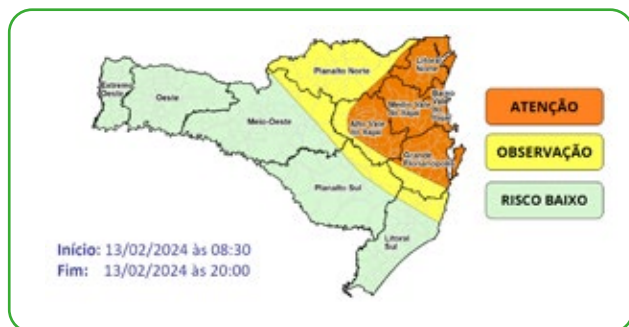 Planalto Norte
Litoral
Norte
Extremo
Oeste
Oeste
Meio-Oeste
Alto Vale
do Itajaí
Médio Vale
do Itajaí
Baixo
Vale
do
Itajaí
Grande
Florianópolis
Planalto Sul
Litoral
Sul
ATENÇÃO
OBSERVAÇÃO
RISCO BAIXO
Início: 13/02/2024 às 08:30
Fim: 13/02/2024 às 20:00